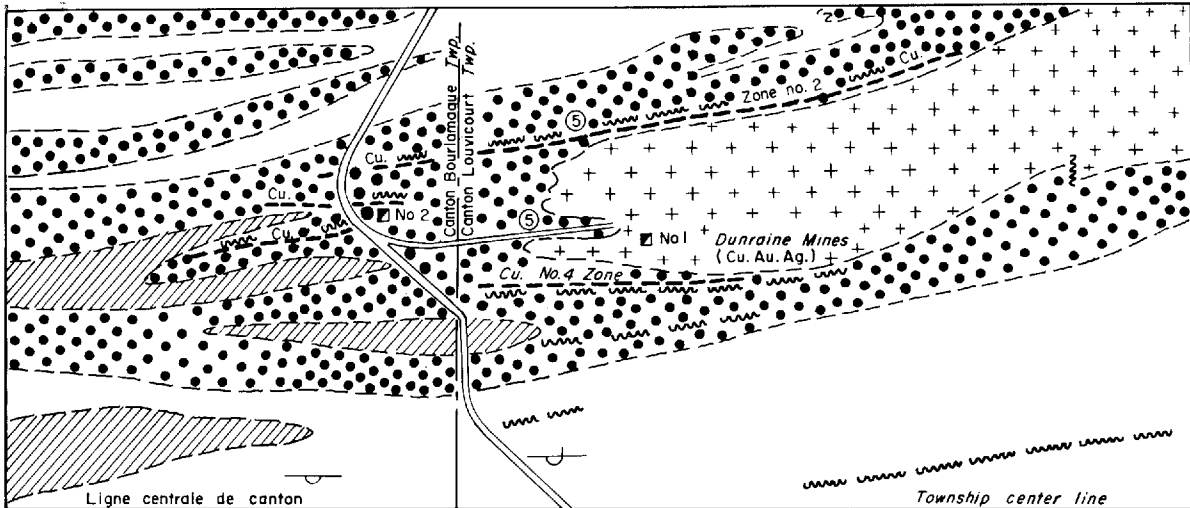 Canton Bourlamaque Twp.
Canton Louvicourt Twp.
Cu.
Zone no. 2
5
Cu.
Cu.
No 2
5
Cu.
No 1
Dunraine Mines
(Cu. Au. Ag.)
Cu. No. 4 Zone
Ligne centrale de canton
Township center line